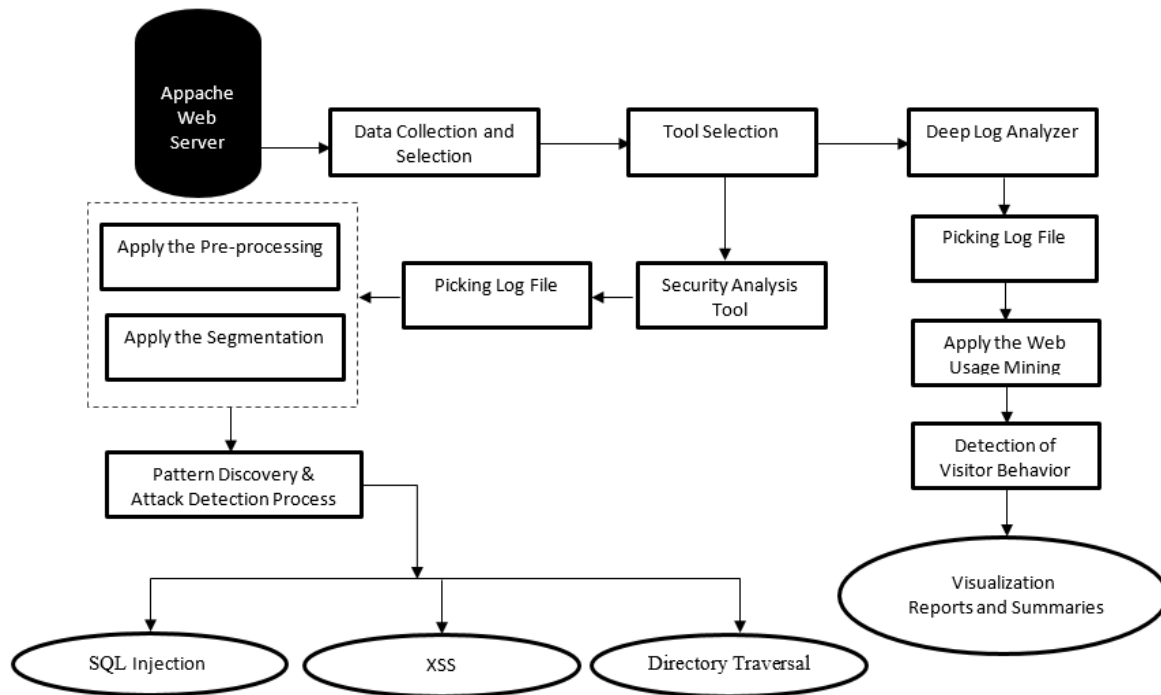 Appache
Web
Server
Data Collection and
Selection
Tool Selection
Deep Log Analyzer
Apply the Pre-processing
Apply the Segmentation
Picking Log File
Security Analysis
Tool
Picking Log File
Apply the Web
Usage Mining
Detection of
Visitor Behavior
Pattern Discovery &
Attack Detection Process
Visualization
Reports and Summaries
SQL Injection
XSS
Directory Traversal